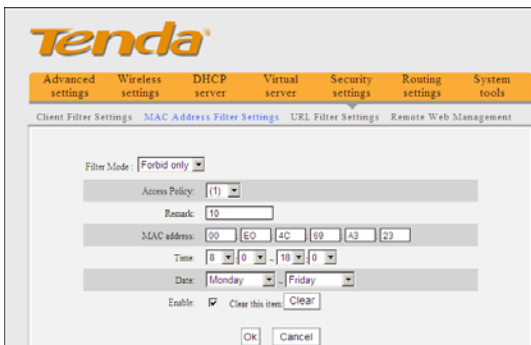 Tenda
Advanced settings Wireless settings DHCP server Virtual server Security settings Routing settings System tools
Client Filter Settings MAC Address Filter Settings URL Filter Settings Remote Web Management
Filter Mode : Forbid only
Access Policy: (1)
Remark: 10
MAC address: 00 : E0 : 4C : 69 : A3 : 23
Time: 8 : 0 ~ 18 : 0
Date: Monday ~ Friday
Enable: Clear this item: Clear
Ok Cancel